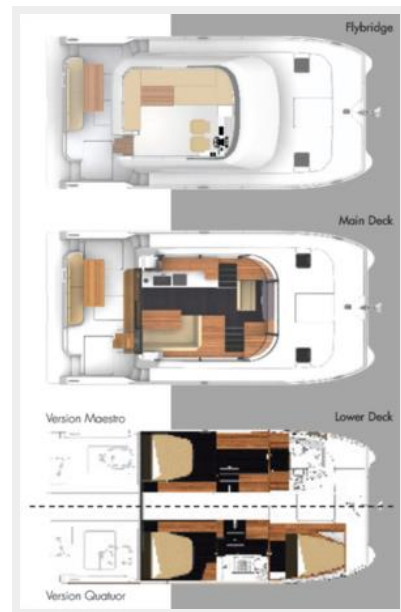 Flybridge
Main Deck
Version Maestro
Lower Deck
Version Quatuor